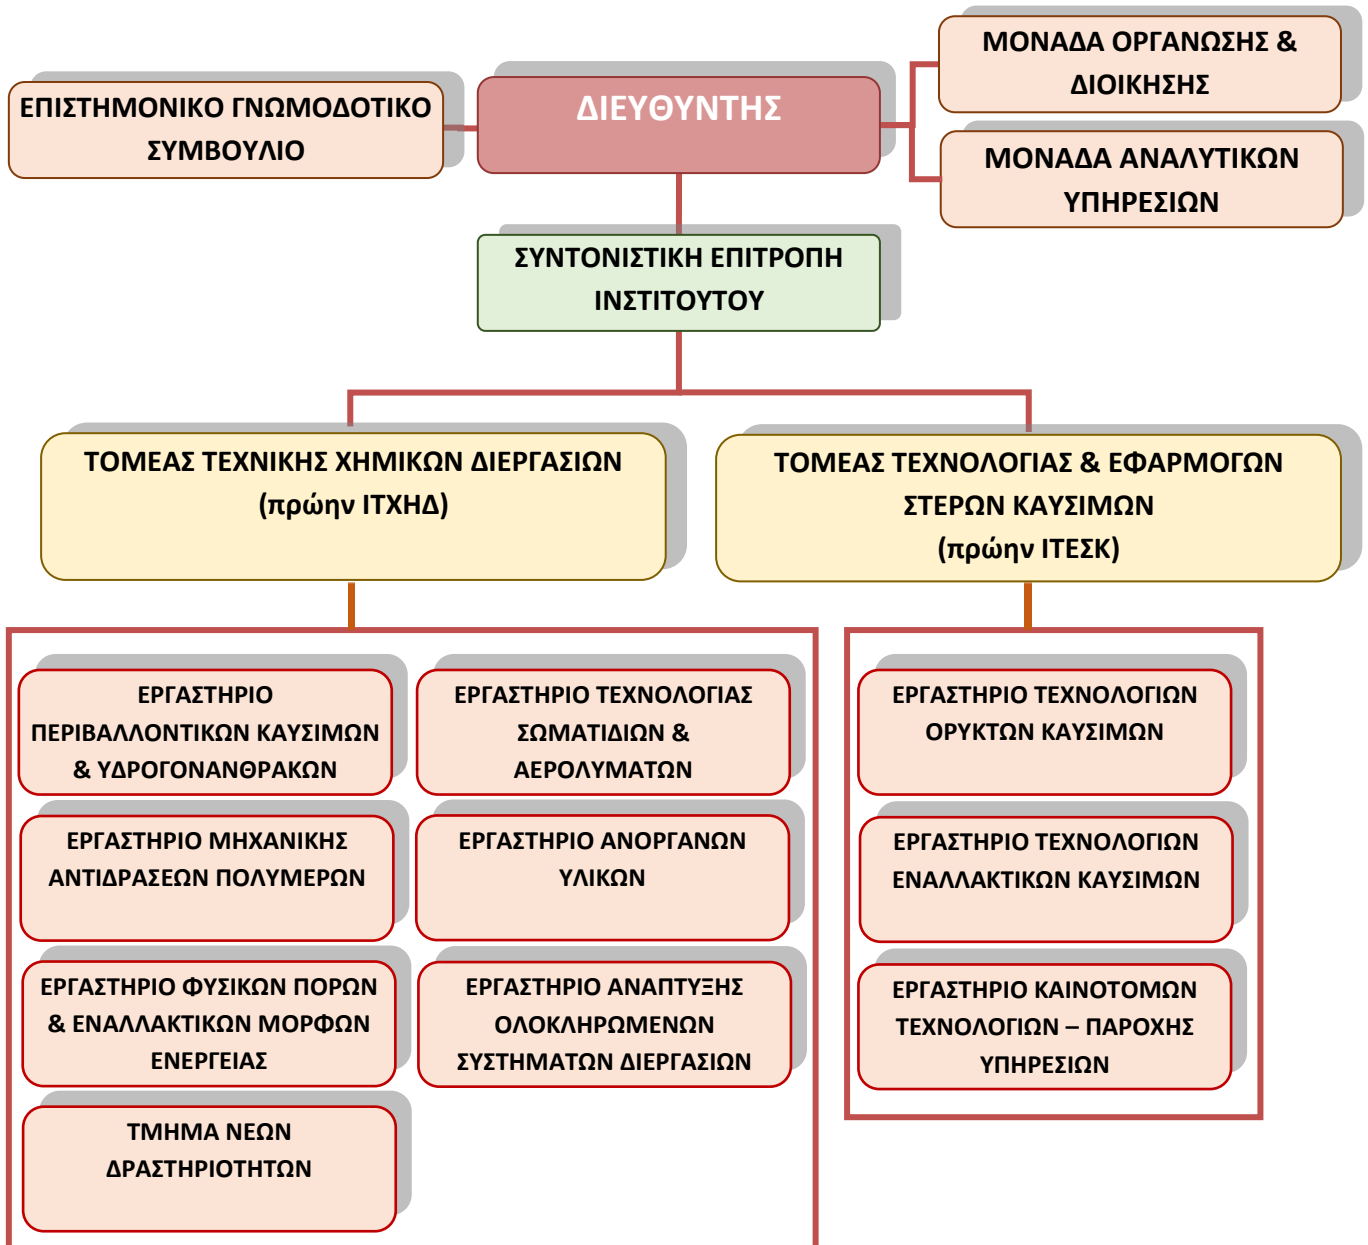 ΕΠΙΣΤΗΜΟΝΙΚΟ ΓΝΩΜΟΔΟΤΙΚΟ
ΣΥΜΒΟΥΛΙΟ
ΔΙΕΥΘΥΝΤΗΣ
ΜΟΝΑΔΑ ΟΡΓΑΝΩΣΗΣ &
ΔΙΟΙΚΗΣΗΣ
ΜΟΝΑΔΑ ΑΝΑΛΥΤΙΚΩΝ
ΥΠΗΡΕΣΙΩΝ
ΣΥΝΤΟΝΙΣΤΙΚΗ ΕΠΙΤΡΟΠΗ
ΙΝΣΤΙΤΟΥΤΟΥ
ΤΟΜΕΑΣ ΤΕΧΝΙΚΗΣ ΧΗΜΙΚΩΝ ΔΙΕΡΓΑΣΙΩΝ
(πρώην ΙΤΧΗΔ)
ΤΟΜΕΑΣ ΤΕΧΝΟΛΟΓΙΑΣ & ΕΦΑΡΜΟΓΩΝ
ΣΤΕΡΩΝ ΚΑΥΣΙΜΩΝ
(πρώην ΙΤΕΣΚ)
ΕΡΓΑΣΤΗΡΙΟ
ΠΕΡΙΒΑΛΛΟΝΤΙΚΩΝ ΚΑΥΣΙΜΩΝ
& ΥΔΡΟΓΟΝΑΝΘΡΑΚΩΝ
ΕΡΓΑΣΤΗΡΙΟ ΤΕΧΝΟΛΟΓΙΑΣ
ΣΩΜΑΤΙΔΙΩΝ &
ΑΕΡΟΛΥΜΑΤΩΝ
ΕΡΓΑΣΤΗΡΙΟ ΜΗΧΑΝΙΚΗΣ
ΑΝΤΙΔΡΑΣΕΩΝ ΠΟΛΥΜΕΡΩΝ
ΕΡΓΑΣΤΗΡΙΟ ΑΝΟΡΓΑΝΩΝ
ΥΛΙΚΩΝ
ΕΡΓΑΣΤΗΡΙΟ ΦΥΣΙΚΩΝ ΠΟΡΩΝ
& ΕΝΑΛΛΑΚΤΙΚΩΝ ΜΟΡΦΩΝ
ΕΝΕΡΓΕΙΑΣ
ΕΡΓΑΣΤΗΡΙΟ ΑΝΑΠΤΥΞΗΣ
ΟΛΟΚΛΗΡΩΜΕΝΩΝ
ΣΥΣΤΗΜΑΤΩΝ ΔΙΕΡΓΑΣΙΩΝ
ΤΜΗΜΑ ΝΕΩΝ
ΔΡΑΣΤΗΡΙΟΤΗΤΩΝ
ΕΡΓΑΣΤΗΡΙΟ ΤΕΧΝΟΛΟΓΙΩΝ
ΟΡΥΚΤΩΝ ΚΑΥΣΙΜΩΝ
ΕΡΓΑΣΤΗΡΙΟ ΤΕΧΝΟΛΟΓΙΩΝ
ΕΝΑΛΛΑΚΤΙΚΩΝ ΚΑΥΣΙΜΩΝ
ΕΡΓΑΣΤΗΡΙΟ ΚΑΙΝΟΤΟΜΩΝ
ΤΕΧΝΟΛΟΓΙΩΝ – ΠΑΡΟΧΗΣ
ΥΠΗΡΕΣΙΩΝ